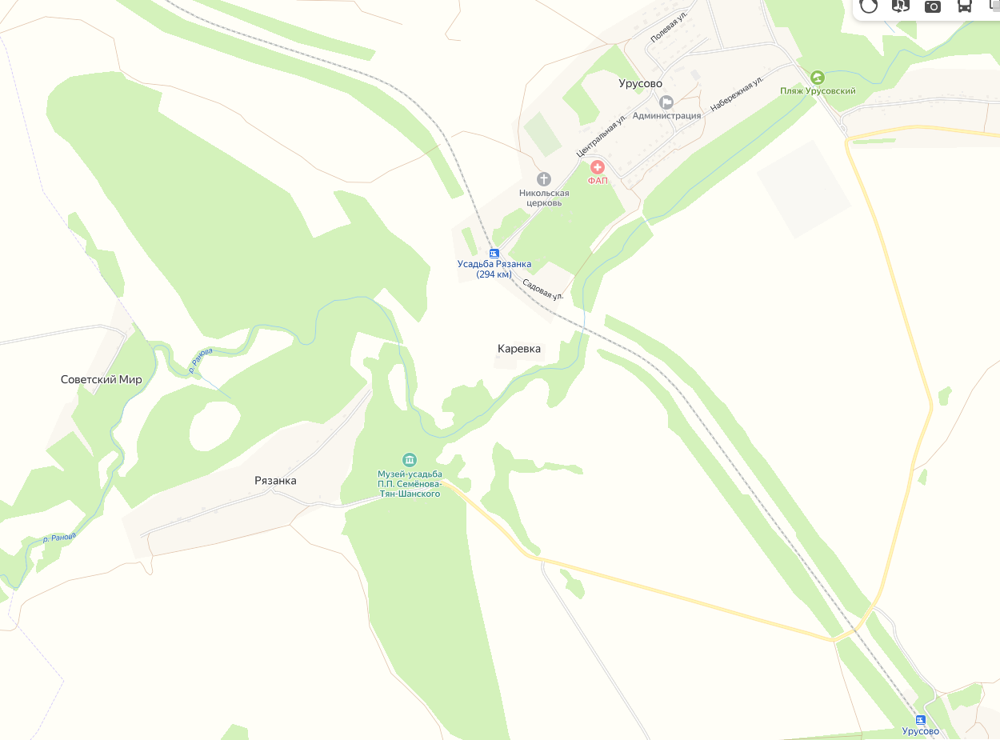 Полевая ул.
Урусово
Набережная ул.
Пляж Урусовский
Администрация
Центральная ул.
ФАП
Никольская
церковь
Усадьба Рязанка
(294 км)
Садовая ул.
Каревка
р. Ранова
Советский Мир
Музей-усадьба
П.П. Семёнова-
Тян-Шанского
Рязанка
р. Ранова
Урусово